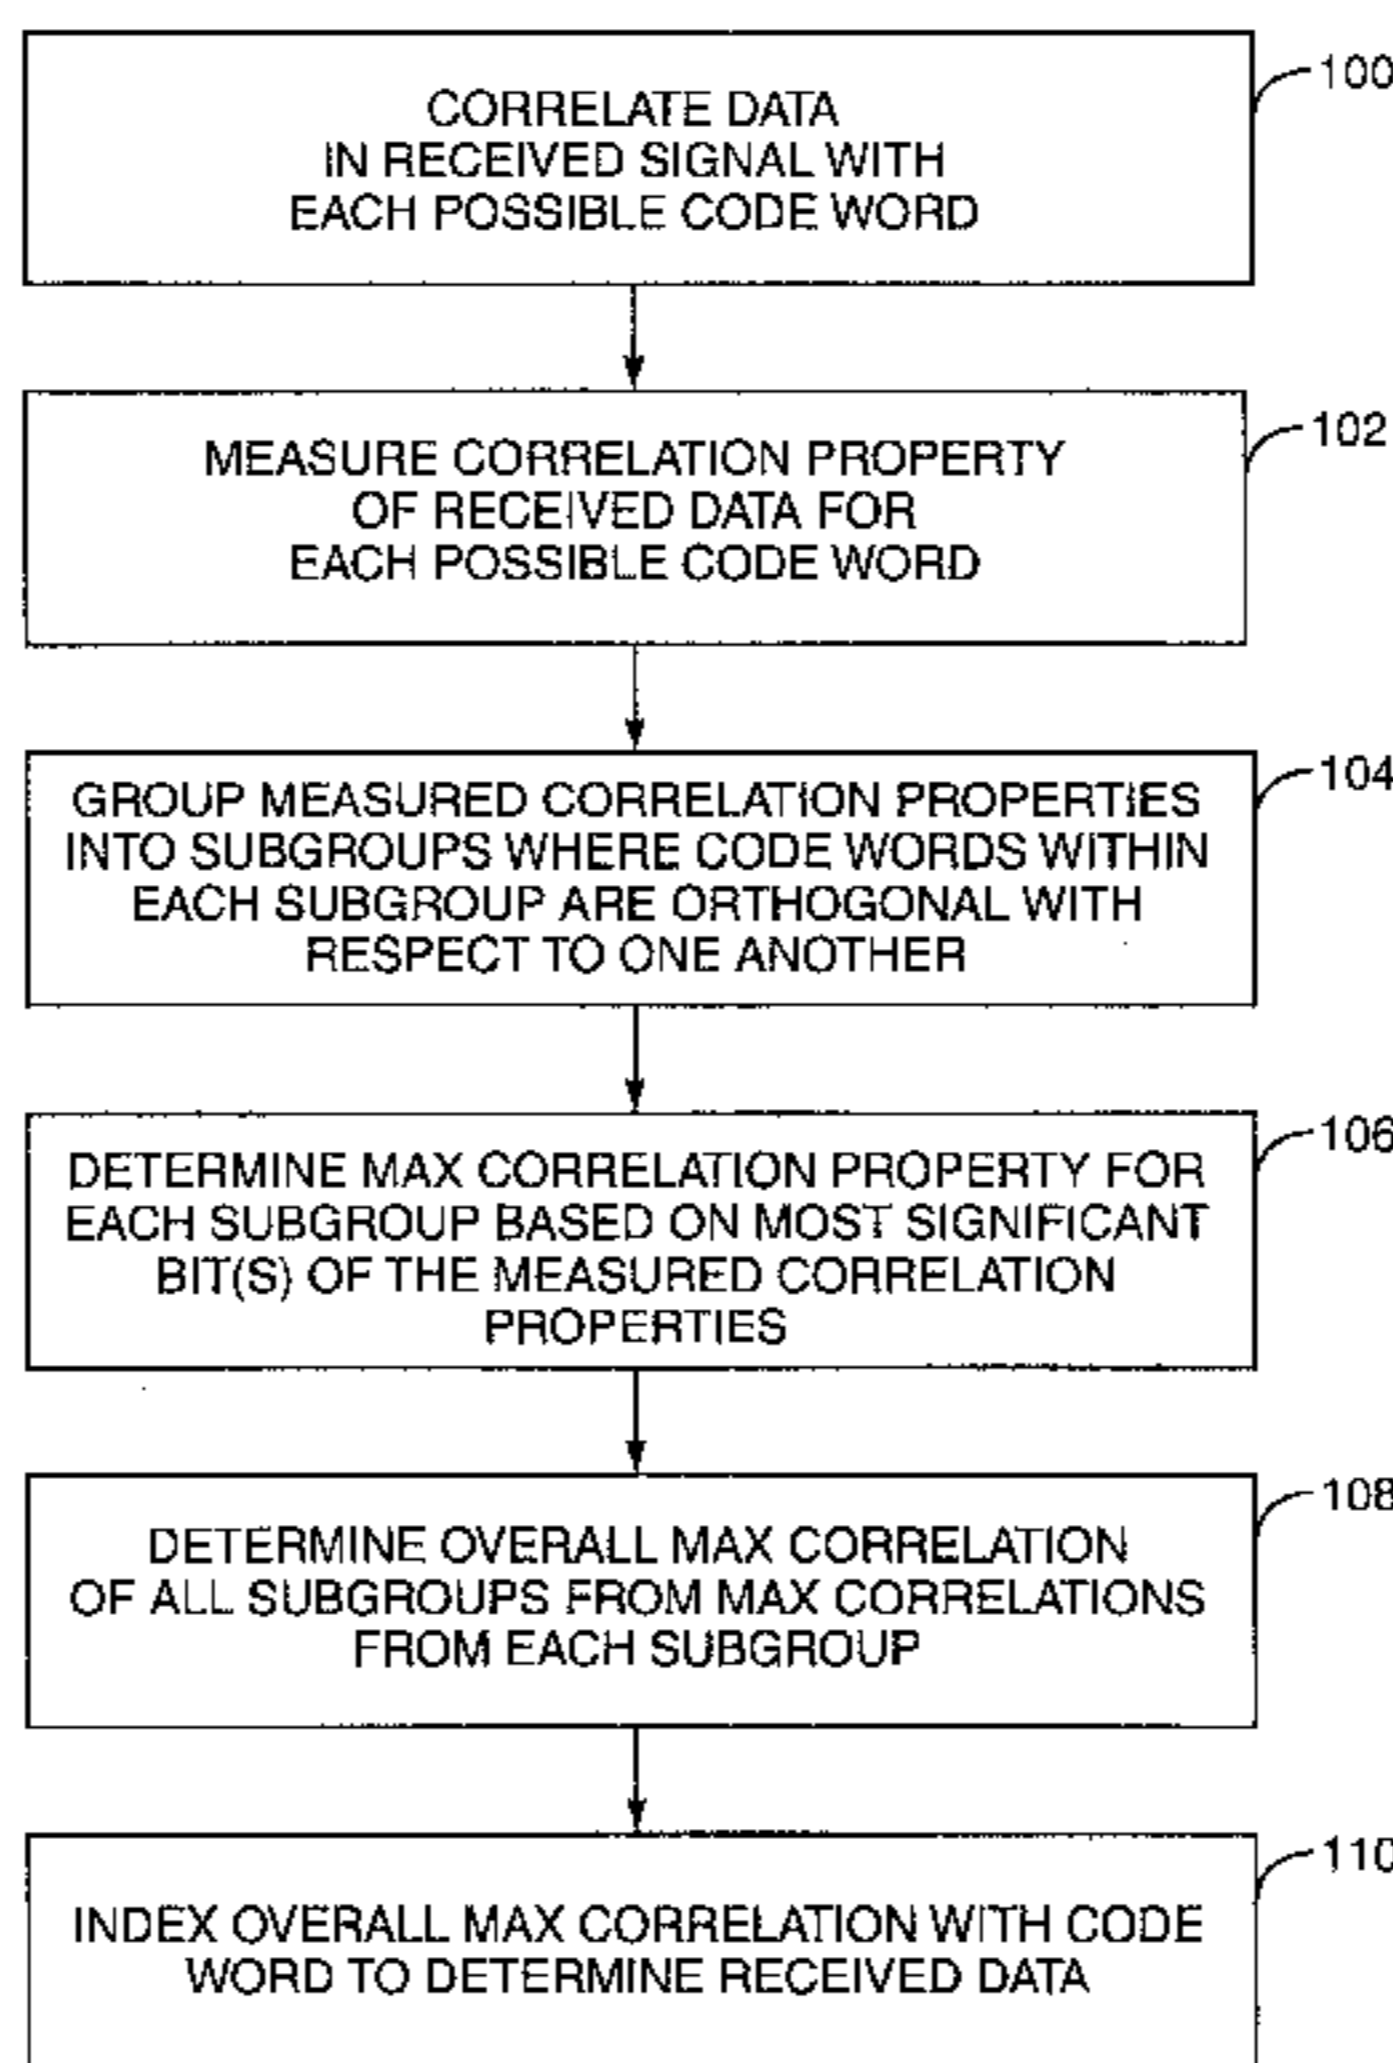 100
CORRELATE DATA
IN RECEIVED SIGNAL WITH
EACH POSSIBLE CODE WORD
102
MEASURE CORRELATION PROPERTY
OF RECEIVED DATA FOR
EACH POSSIBLE CODE WORD
104
GROUP MEASURED CORRELATION PROPERTIES
INTO SUBGROUPS WHERE CODE WORDS WITHIN
EACH SUBGROUP ARE ORTHOGONAL WITH
RESPECT TO ONE ANOTHER
106
DETERMINE MAX CORRELATION PROPERTY FOR
EACH SUBGROUP BASED ON MOST SIGNIFICANT
BIT(S) OF THE MEASURED CORRELATION
PROPERTIES
108
DETERMINE OVERALL MAX CORRELATION
OF ALL SUBGROUPS FROM MAX CORRELATIONS
FROM EACH SUBGROUP
110
INDEX OVERALL MAX CORRELATION WITH CODE
WORD TO DETERMINE RECEIVED DATA